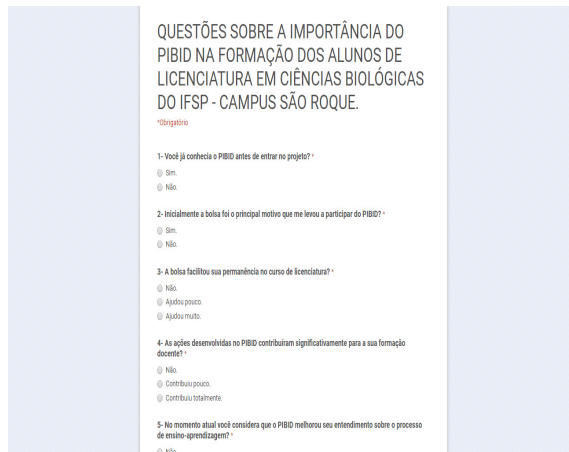 QUESTÕES SOBRE A IMPORTÂNCIA DO
PIBID NA FORMAÇÃO DOS ALUNOS DE
LICENCIATURA EM CIÊNCIAS BIOLÓGICAS
DO IFSP - CAMPUS SÃO ROQUE.
*Obrigatório
1- Você já conhecia o PIBID antes de entrar no projeto? *
Sim.
Não.
2- Inicialmente a bolsa foi o principal motivo que me levou a participar do PIBID? *
Sim.
Não.
3- A bolsa facilitou sua permanência no curso de licenciatura? *
Não.
Ajudou pouco.
Ajudou muito.
4- As ações desenvolvidas no PIBID contribuiram significativamente para a sua formação
docente? *
Não.
Contribuiu pouco.
Contribuiu totalmente.
5- No momento atual você considera que o PIBID melhorou seu entendimento sobre o processo
de ensino-aprendizagem? *
Não.